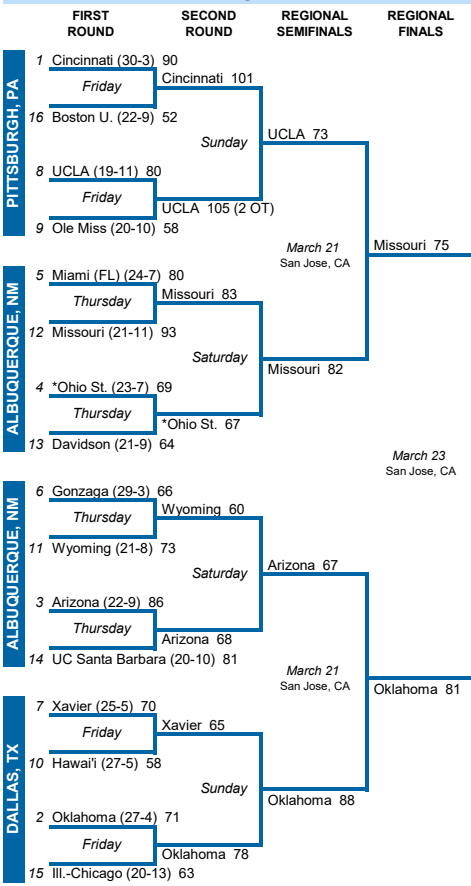 FIRST ROUND
SECOND ROUND
REGIONAL SEMIFINALS
REGIONAL FINALS
PITTSBURGH, PA
1 Cincinnati (30-3) 90
Friday
16 Boston U. (22-9) 52
Cincinnati 101
Sunday
8 UCLA (19-11) 80
Friday
9 Ole Miss (20-10) 58
UCLA 105 (2 OT)
UCLA 73
March 21
San Jose, CA
Missouri 75
ALBUQUERQUE, NM
5 Miami (FL) (24-7) 80
Thursday
12 Missouri (21-11) 93
Missouri 83
Saturday
4 *Ohio St. (23-7) 69
Thursday
13 Davidson (21-9) 64
*Ohio St. 67
Missouri 82
March 23
San Jose, CA
ALBUQUERQUE, NM
6 Gonzaga (29-3) 66
Thursday
11 Wyoming (21-8) 73
Wyoming 60
Saturday
3 Arizona (22-9) 86
Thursday
14 UC Santa Barbara (20-10) 81
Arizona 68
Arizona 67
March 21
San Jose, CA
Oklahoma 81
DALLAS, TX
7 Xavier (25-5) 70
Friday
10 Hawai'i (27-5) 58
Xavier 65
Sunday
2 Oklahoma (27-4) 71
Friday
15 Ill.-Chicago (20-13) 63
Oklahoma 78
Oklahoma 88